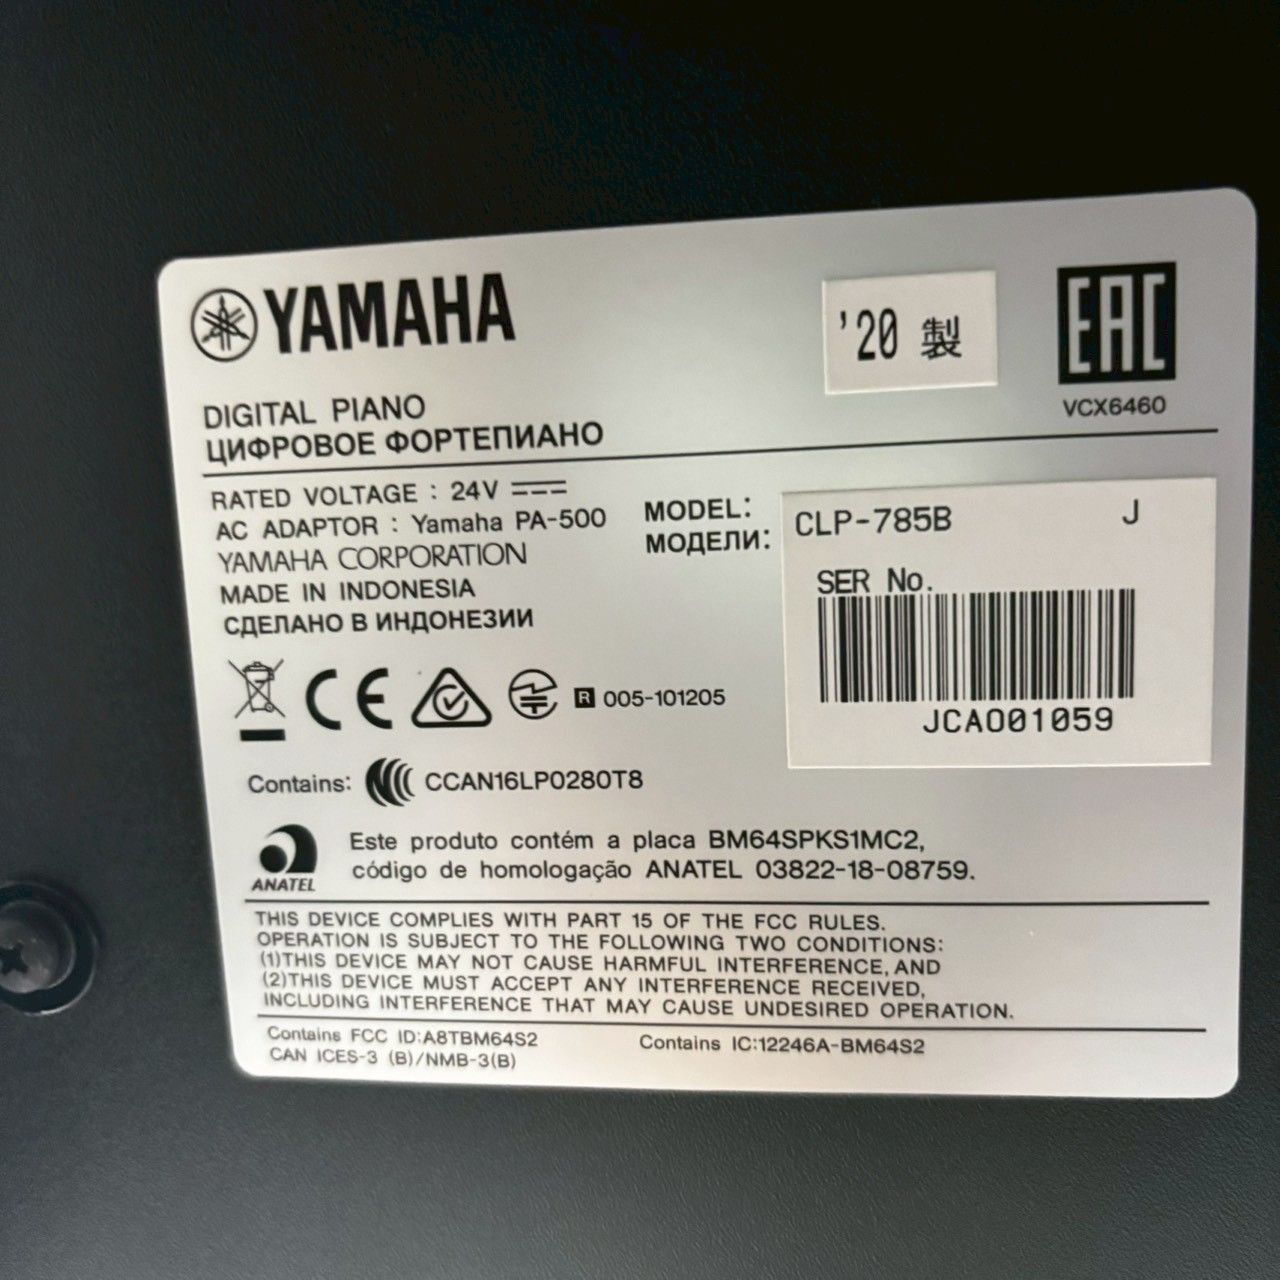 YAMAHA
'20 製
EAC
VCX6460
DIGITAL PIANO
ЦИФРОВОЕ ФОРТЕПИАНО
RATED VOLTAGE : 24V
AC ADAPTOR : Yamaha PA-500
YAMAHA CORPORATION
MADE IN INDONESIA
СДЕЛАНО В ИНДОНЕЗИИ
MODEL:
МОДЕЛИ:
CLP-785B J
SER No.
JCAO01059
CE
R 005-101205
Contains: CCAN16LP0280T8
ANATEL
Este produto contém a placa BM64SPKS1MC2,
código de homologação ANATEL 03822-18-08759.
THIS DEVICE COMPLIES WITH PART 15 OF THE FCC RULES.
OPERATION IS SUBJECT TO THE FOLLOWING TWO CONDITIONS:
(1)THIS DEVICE MAY NOT CAUSE HARMFUL INTERFERENCE, AND
(2)THIS DEVICE MUST ACCEPT ANY INTERFERENCE RECEIVED,
INCLUDING INTERFERENCE THAT MAY CAUSE UNDESIRED OPERATION.
Contains FCC ID:A8TBM64S2
CAN ICES-3 (B)/NMB-3(B)
Contains IC:12246A-BM64S2